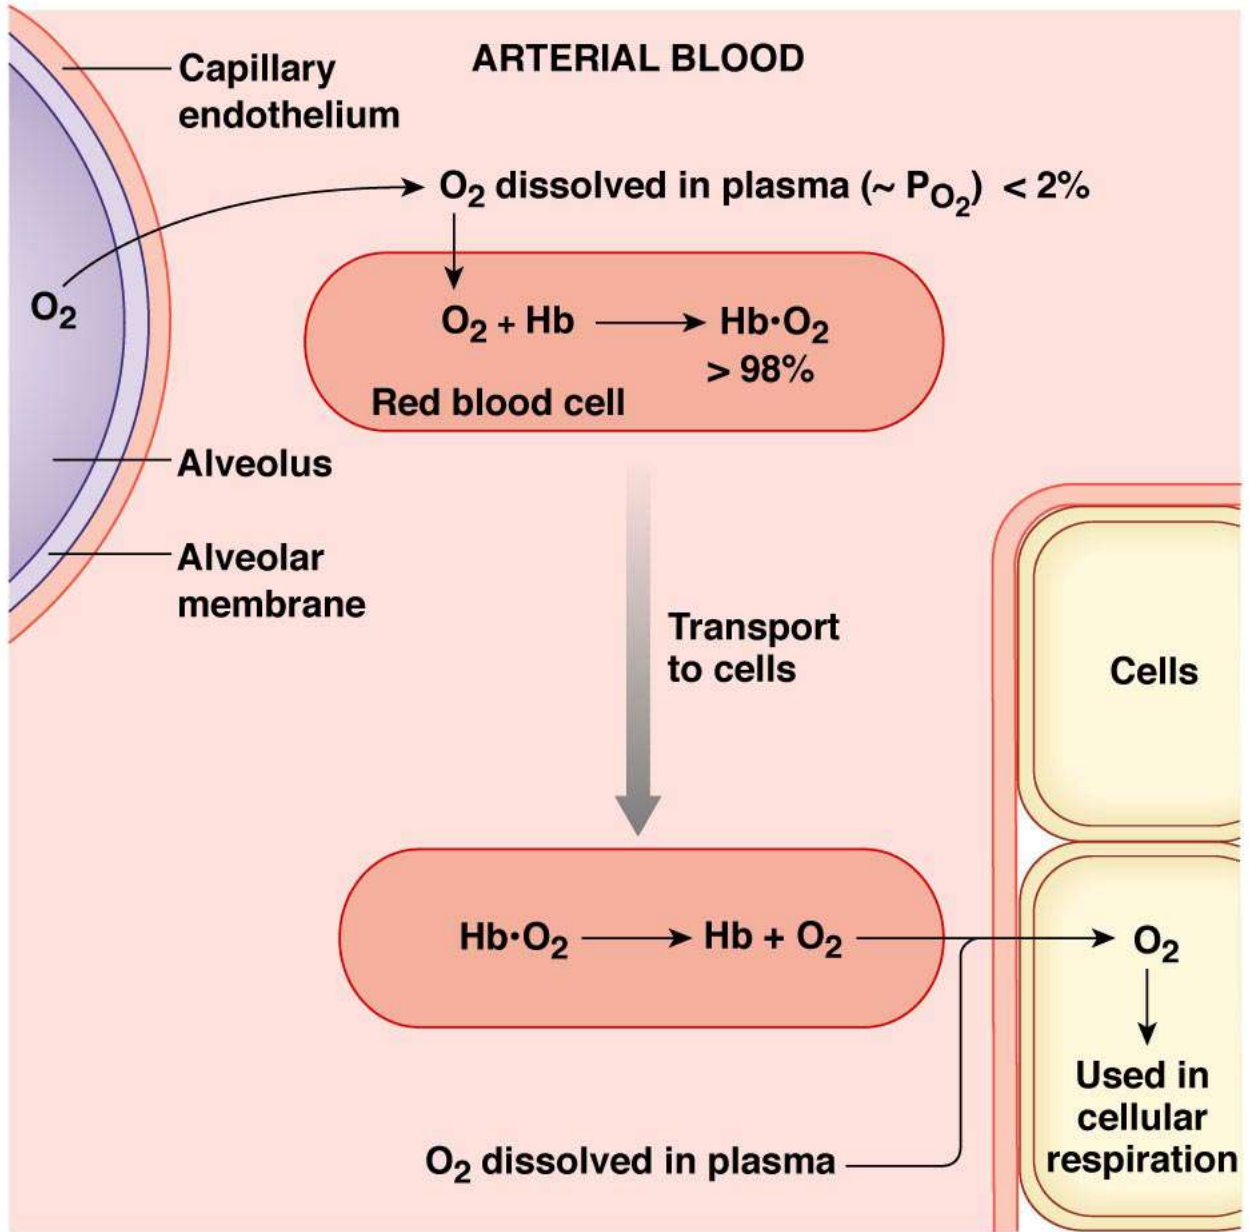 ARTERIAL BLOOD
Capillary
endothelium
O₂ dissolved in plasma (~ P_O₂) < 2%
O₂
O₂ + Hb → Hb·O₂
> 98%
Red blood cell
Alveolus
Alveolar
membrane
Transport
to cells
Cells
Hb·O₂ → Hb + O₂ → O₂
Used in
cellular
respiration
O₂ dissolved in plasma